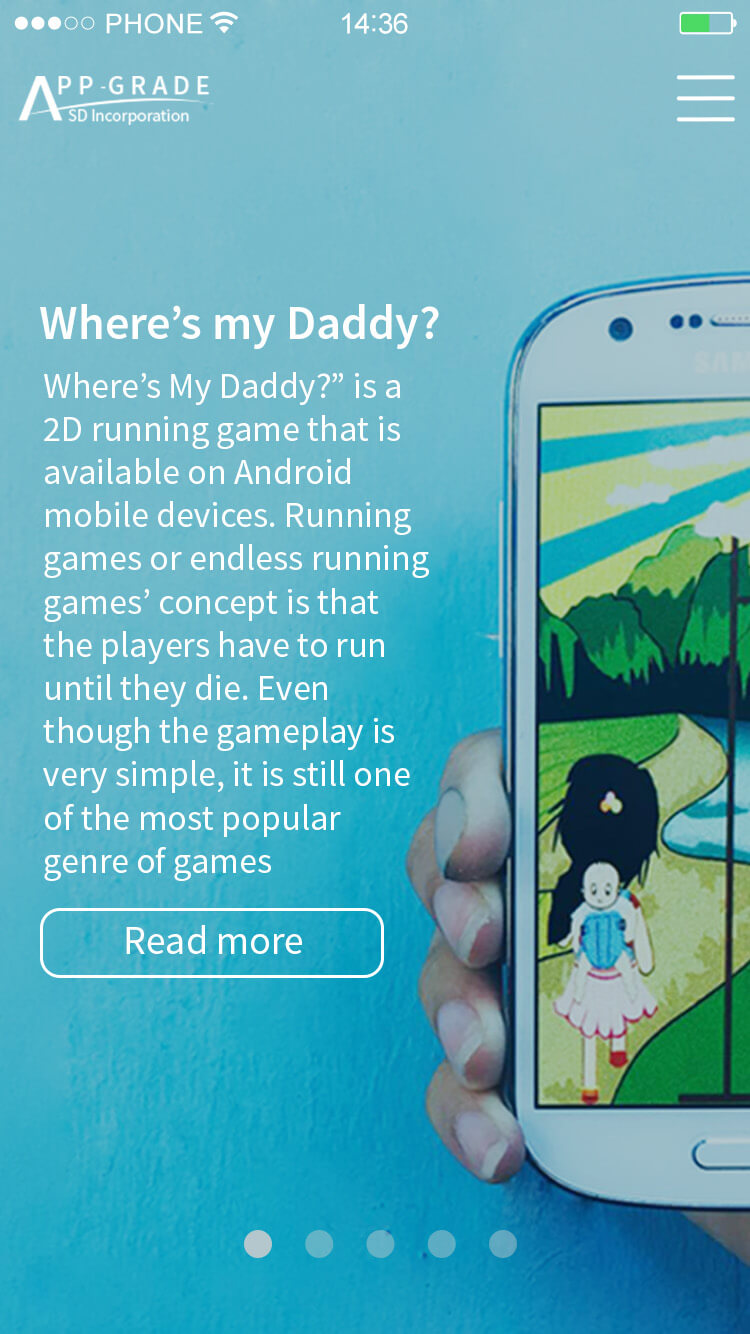 PHONE 14:36
APP-GRADE
SD Incorporation
Where’s my Daddy?
Where’s My Daddy?” is a
2D running game that is
available on Android
mobile devices. Running
games or endless running
games’ concept is that
the players have to run
until they die. Even
though the gameplay is
very simple, it is still one
of the most popular
genre of games
Read more